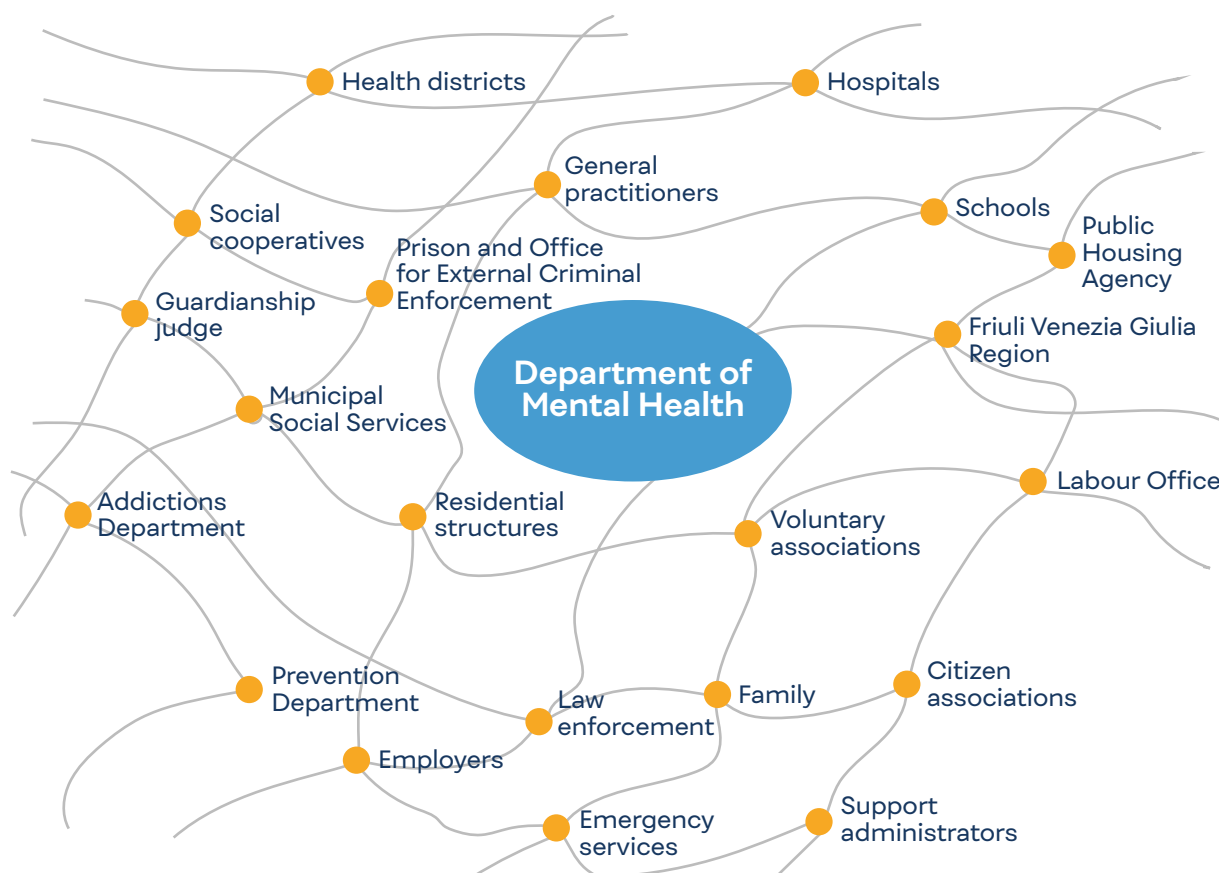 Health districts
Hospitals
General
practitioners
Schools
Social
cooperatives
Public
Housing
Agency
Prison and Office
for External Criminal
Enforcement
Guardianship
judge
Friuli Venezia Giulia
Region
Department of
Mental Health
Municipal
Social Services
Labour Office
Addictions
Department
Residential
structures
Voluntary
associations
Prevention
Department
Law
enforcement
Family
Citizen
associations
Employers
Emergency
services
Support
administrators